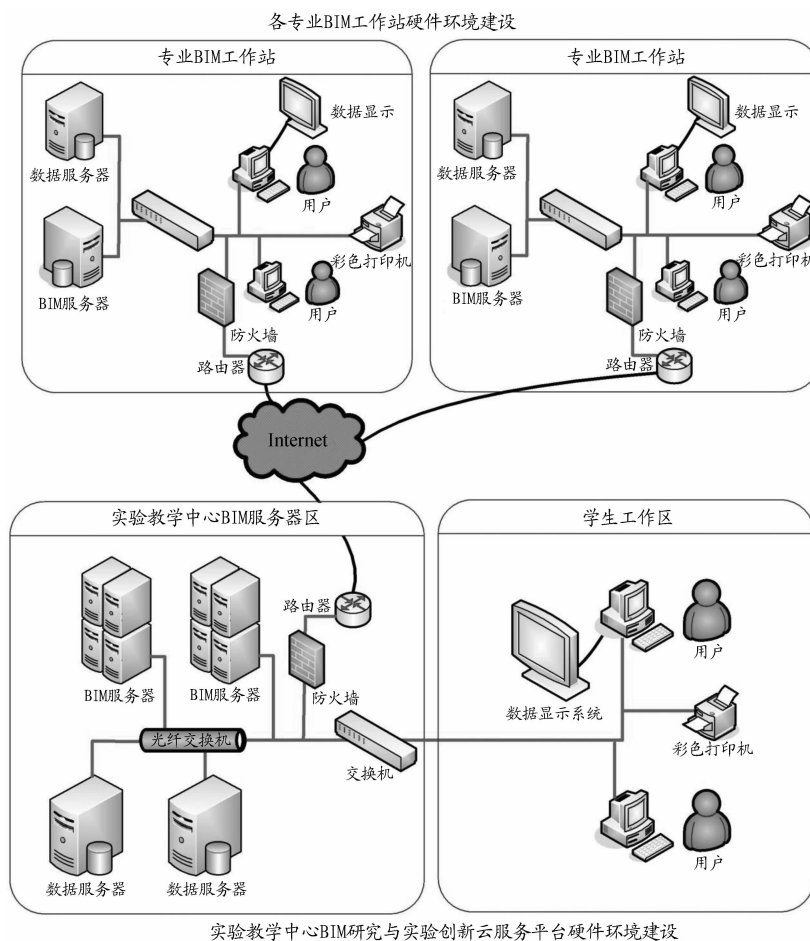 各专业BIM工作站硬件环境建设
专业BIM工作站
数据显示
数据服务器
用户
彩色打印机
BIM服务器
用户
防火墙
路由器
专业BIM工作站
数据显示
数据服务器
用户
彩色打印机
BIM服务器
用户
防火墙
路由器
Internet
实验教学中心BIM服务器区
路由器
BIM服务器
BIM服务器
防火墙
光纤交换机
交换机
数据服务器
数据服务器
学生工作区
用户
数据显示系统
彩色打印机
用户
实验教学中心BIM研究与实验创新云服务平台硬件环境建设